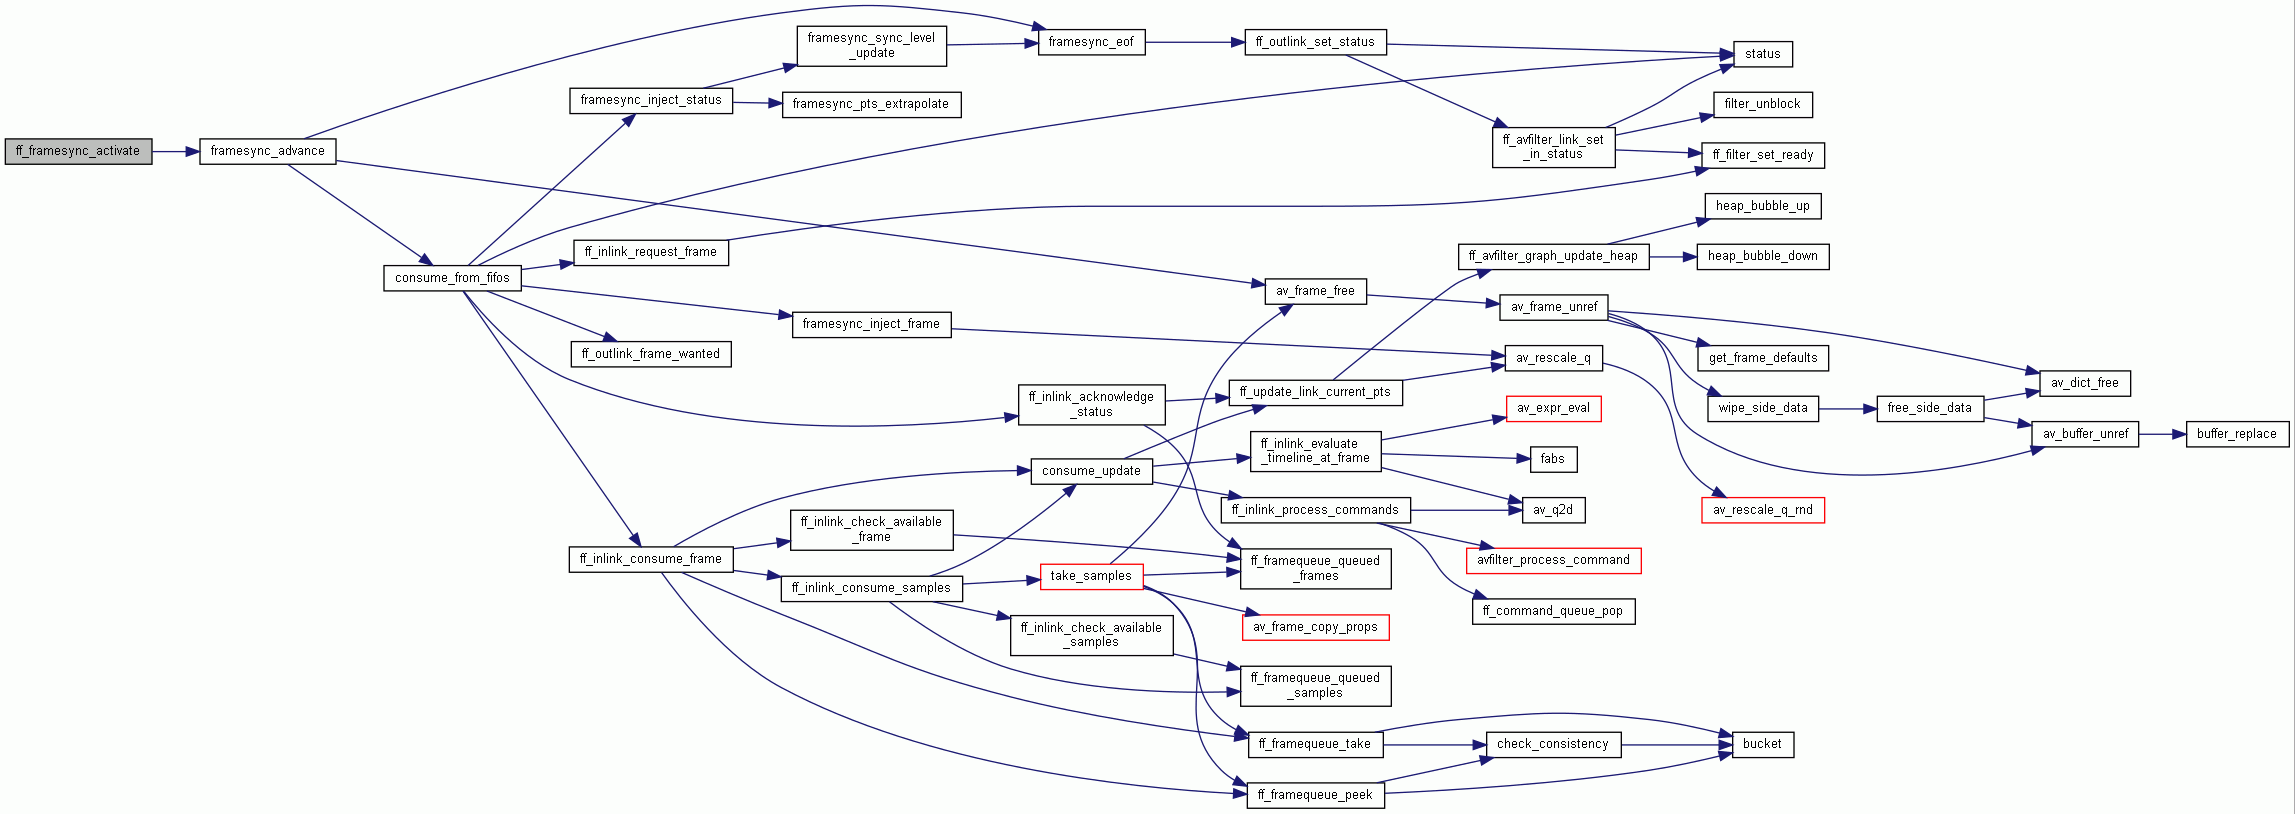 ff_framesync_activate
framesync_advance
consume_from_fifos
framesync_inject_status
ff_inlink_request_frame
ff_outlink_frame_wanted
ff_inlink_consume_frame
framesync_sync_level
_update
framesync_pts_extrapolate
framesync_inject_frame
ff_inlink_check_available
_frame
ff_inlink_consume_samples
framesync_eof
ff_inlink_acknowledge
_status
consume_update
take_samples
ff_inlink_check_available
_samples
ff_outlink_set_status
av_frame_free
ff_update_link_current_pts
ff_inlink_evaluate
_timeline_at_frame
ff_inlink_process_commands
ff_framequeue_queued
_frames
av_frame_copy_props
ff_framequeue_queued
_samples
ff_framequeue_take
ff_framequeue_peek
ff_avfilter_link_set
_in_status
ff_avfilter_graph_update_heap
av_frame_unref
av_rescale_q
av_expr_eval
fabs
av_q2d
avfilter_process_command
ff_command_queue_pop
check_consistency
status
filter_unblock
ff_filter_set_ready
heap_bubble_up
heap_bubble_down
get_frame_defaults
wipe_side_data
av_rescale_q_rnd
bucket
free_side_data
av_dict_free
av_buffer_unref
buffer_replace